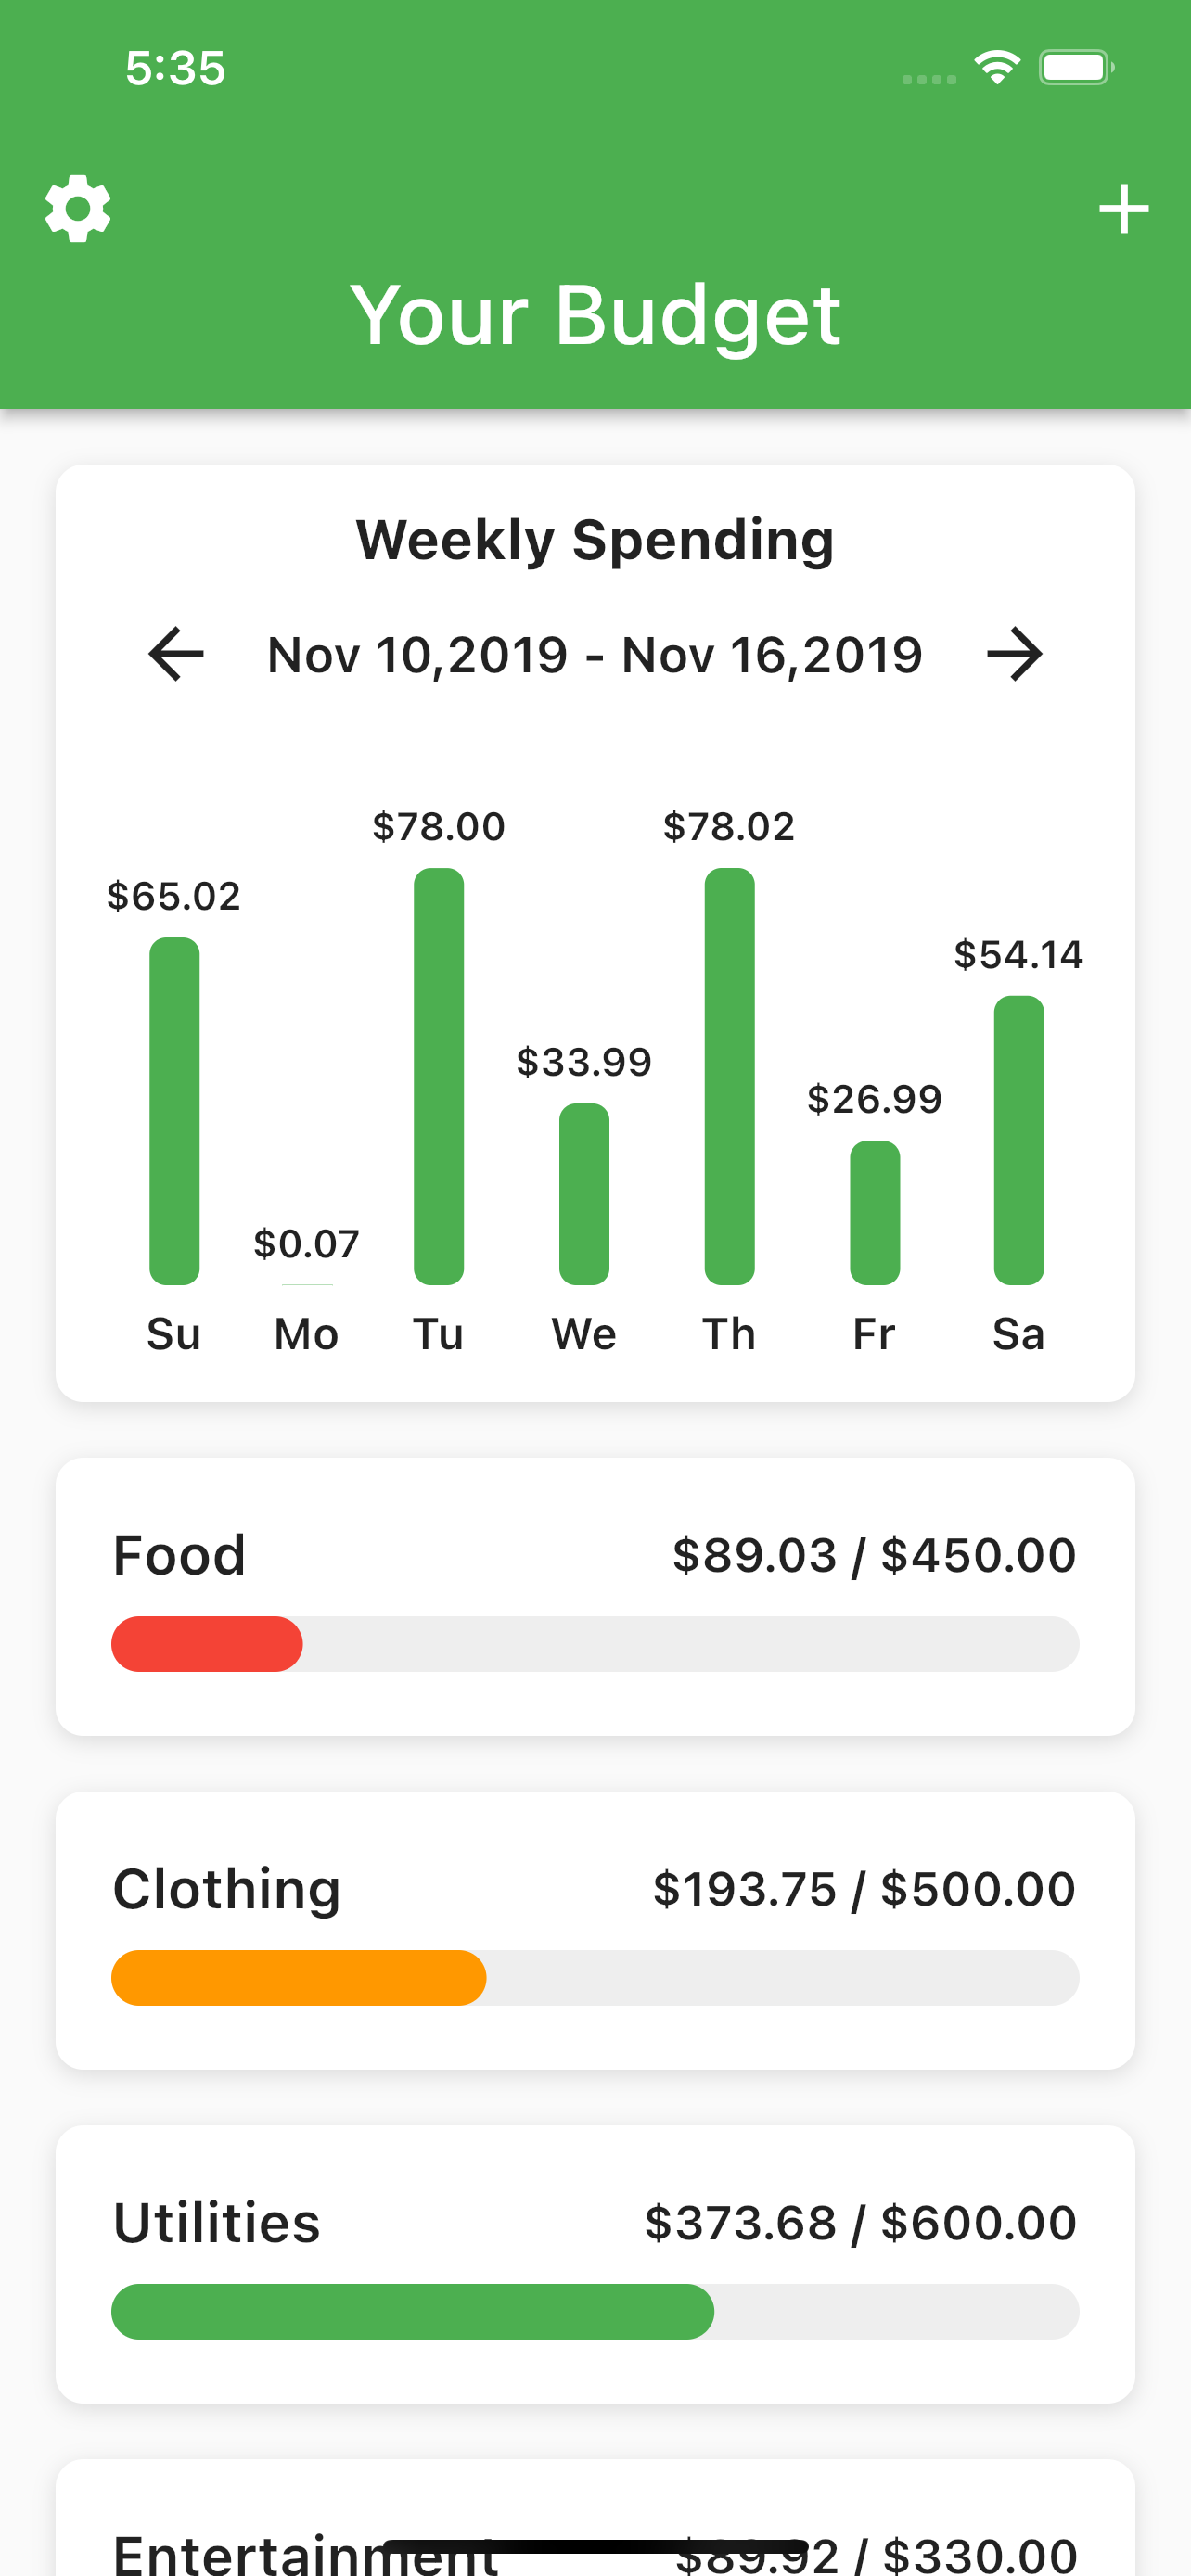 5:35
Your Budget
Weekly Spending
Nov 10,2019 - Nov 16,2019
$65.02 $0.07 $78.00 $33.99 $78.02 $26.99 $54.14
Su Mo Tu We Th Fr Sa
Food $89.03 / $450.00
Clothing $193.75 / $500.00
Utilities $373.68 / $600.00
Entertainment $89.92 / $330.00